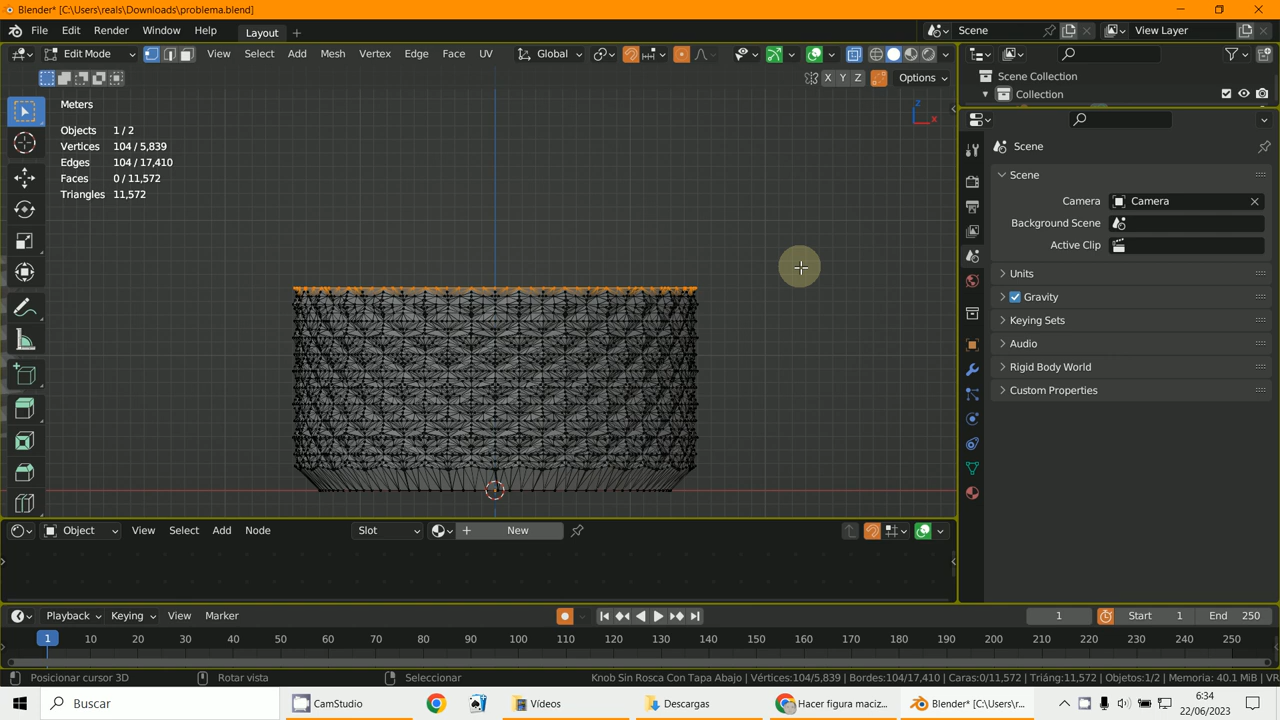 Blender* [C:\Users\reals\Downloads\problema.blend]
File Edit Render Window Help Layout + Scene View Layer
Edit Mode View Select Add Mesh Vertex Edge Face UV Global
X Y Z Options
Scene Collection
Collection
Meters
Objects 1 / 2
Vertices 104 / 5,839
Edges 104 / 17,410
Faces 0 / 11,572
Triangles 11,572
Z
X
Scene
Scene
Camera Camera
Background Scene
Active Clip
Units
Gravity
Keying Sets
Audio
Rigid Body World
Custom Properties
Object View Select Add Node Slot New
Playback Keying View Marker 1 Start 1 End 250
1 10 20 30 40 50 60 70 80 90 100 110 120 130 140 150 160 170 180 190 200 210 220 230 240 250
Posicionar cursor 3D Rotar vista Seleccionar Knob Sin Rosca Con Tapa Abajo | Vértices:104/5,839 | Bordes:104/17,410 | Caras:0/11,572 | Triáng:11,572 | Objetos:1/2 | Memoria: 40.1 MiB | VR
Buscar CamStudio Vídeos Descargas Hacer figura maciz... Blender* [C:\Users\r... 6:34
22/06/2023